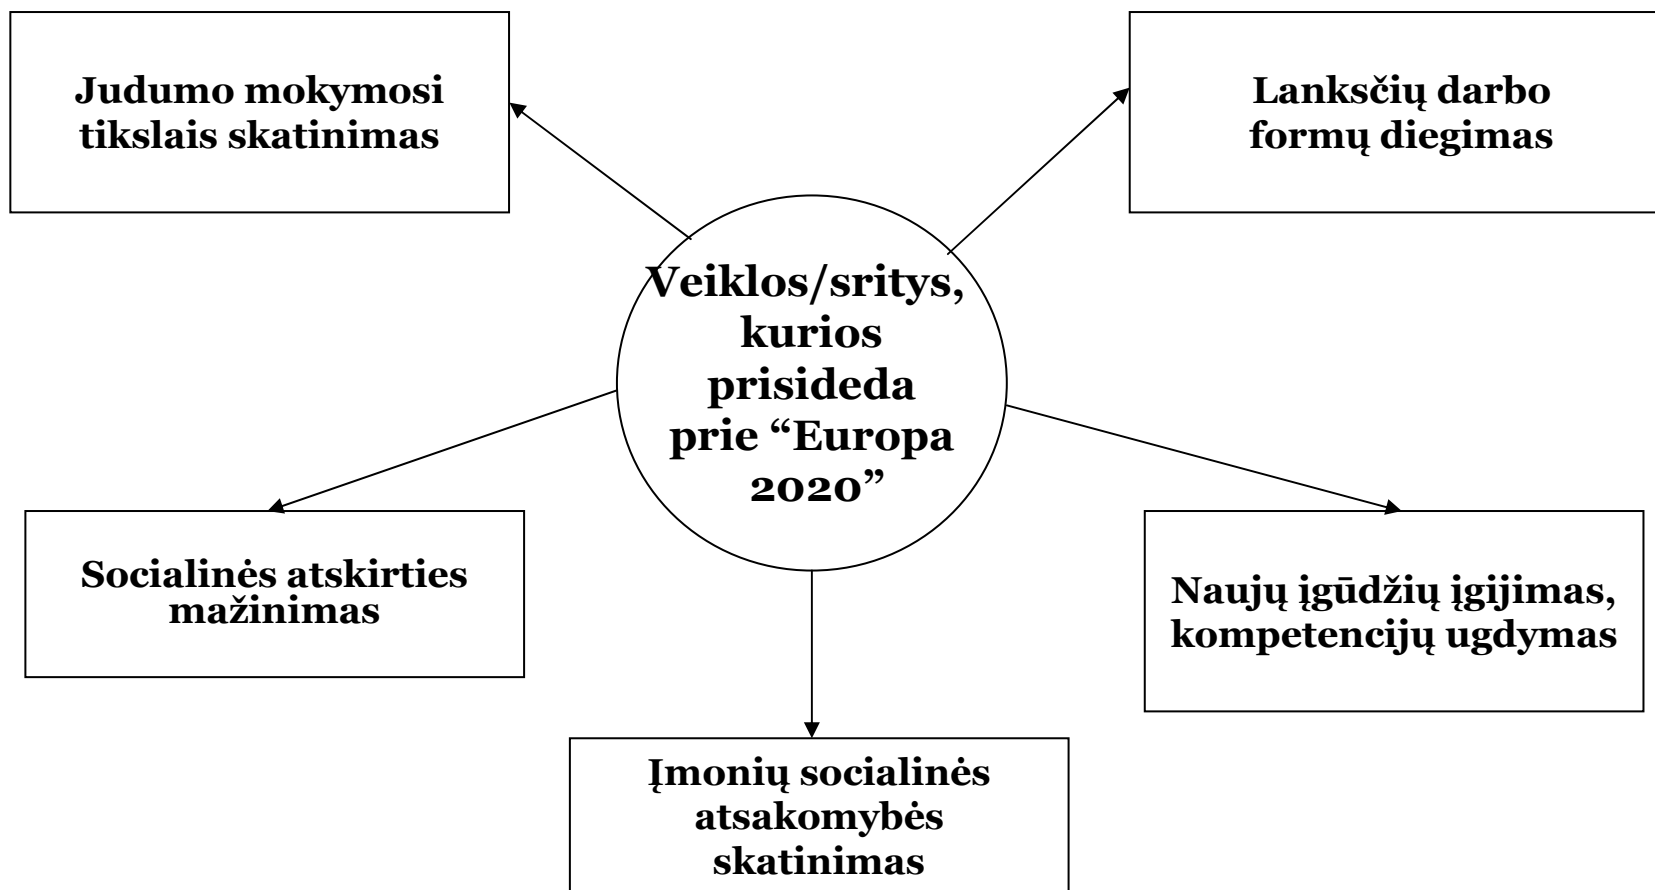 Judumo mokymosi
tikslais skatinimas
Lanksčių darbo
formų diegimas
Veiklos/sritys,
kurios
prisideda
prie “Europa
2020”
Socialinės atskirties
mažinimas
Naujų įgūdžių įgijimas,
kompetencijų ugdymas
Įmonių socialinės
atsakomybės
skatinimas